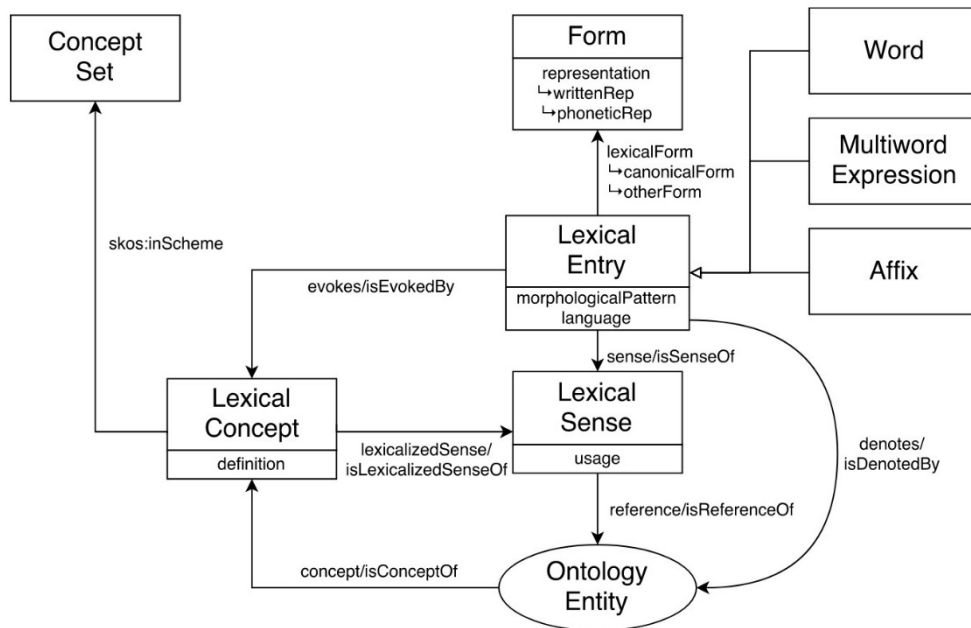 Concept
Set
Form
representation
↳writtenRep
↳phoneticRep
Word
Multiword
Expression
Affix
lexicalForm
↳canonicalForm
↳otherForm
skos:inScheme
evokes/isEvokedBy
Lexical
Entry
morphologicalPattern
language
sense/isSenseOf
Lexical
Concept
definition
lexicalizedSense/
isLexicalizedSenseOf
Lexical
Sense
usage
denotes/
isDenotedBy
reference/isReferenceOf
concept/isConceptOf
Ontology
Entity